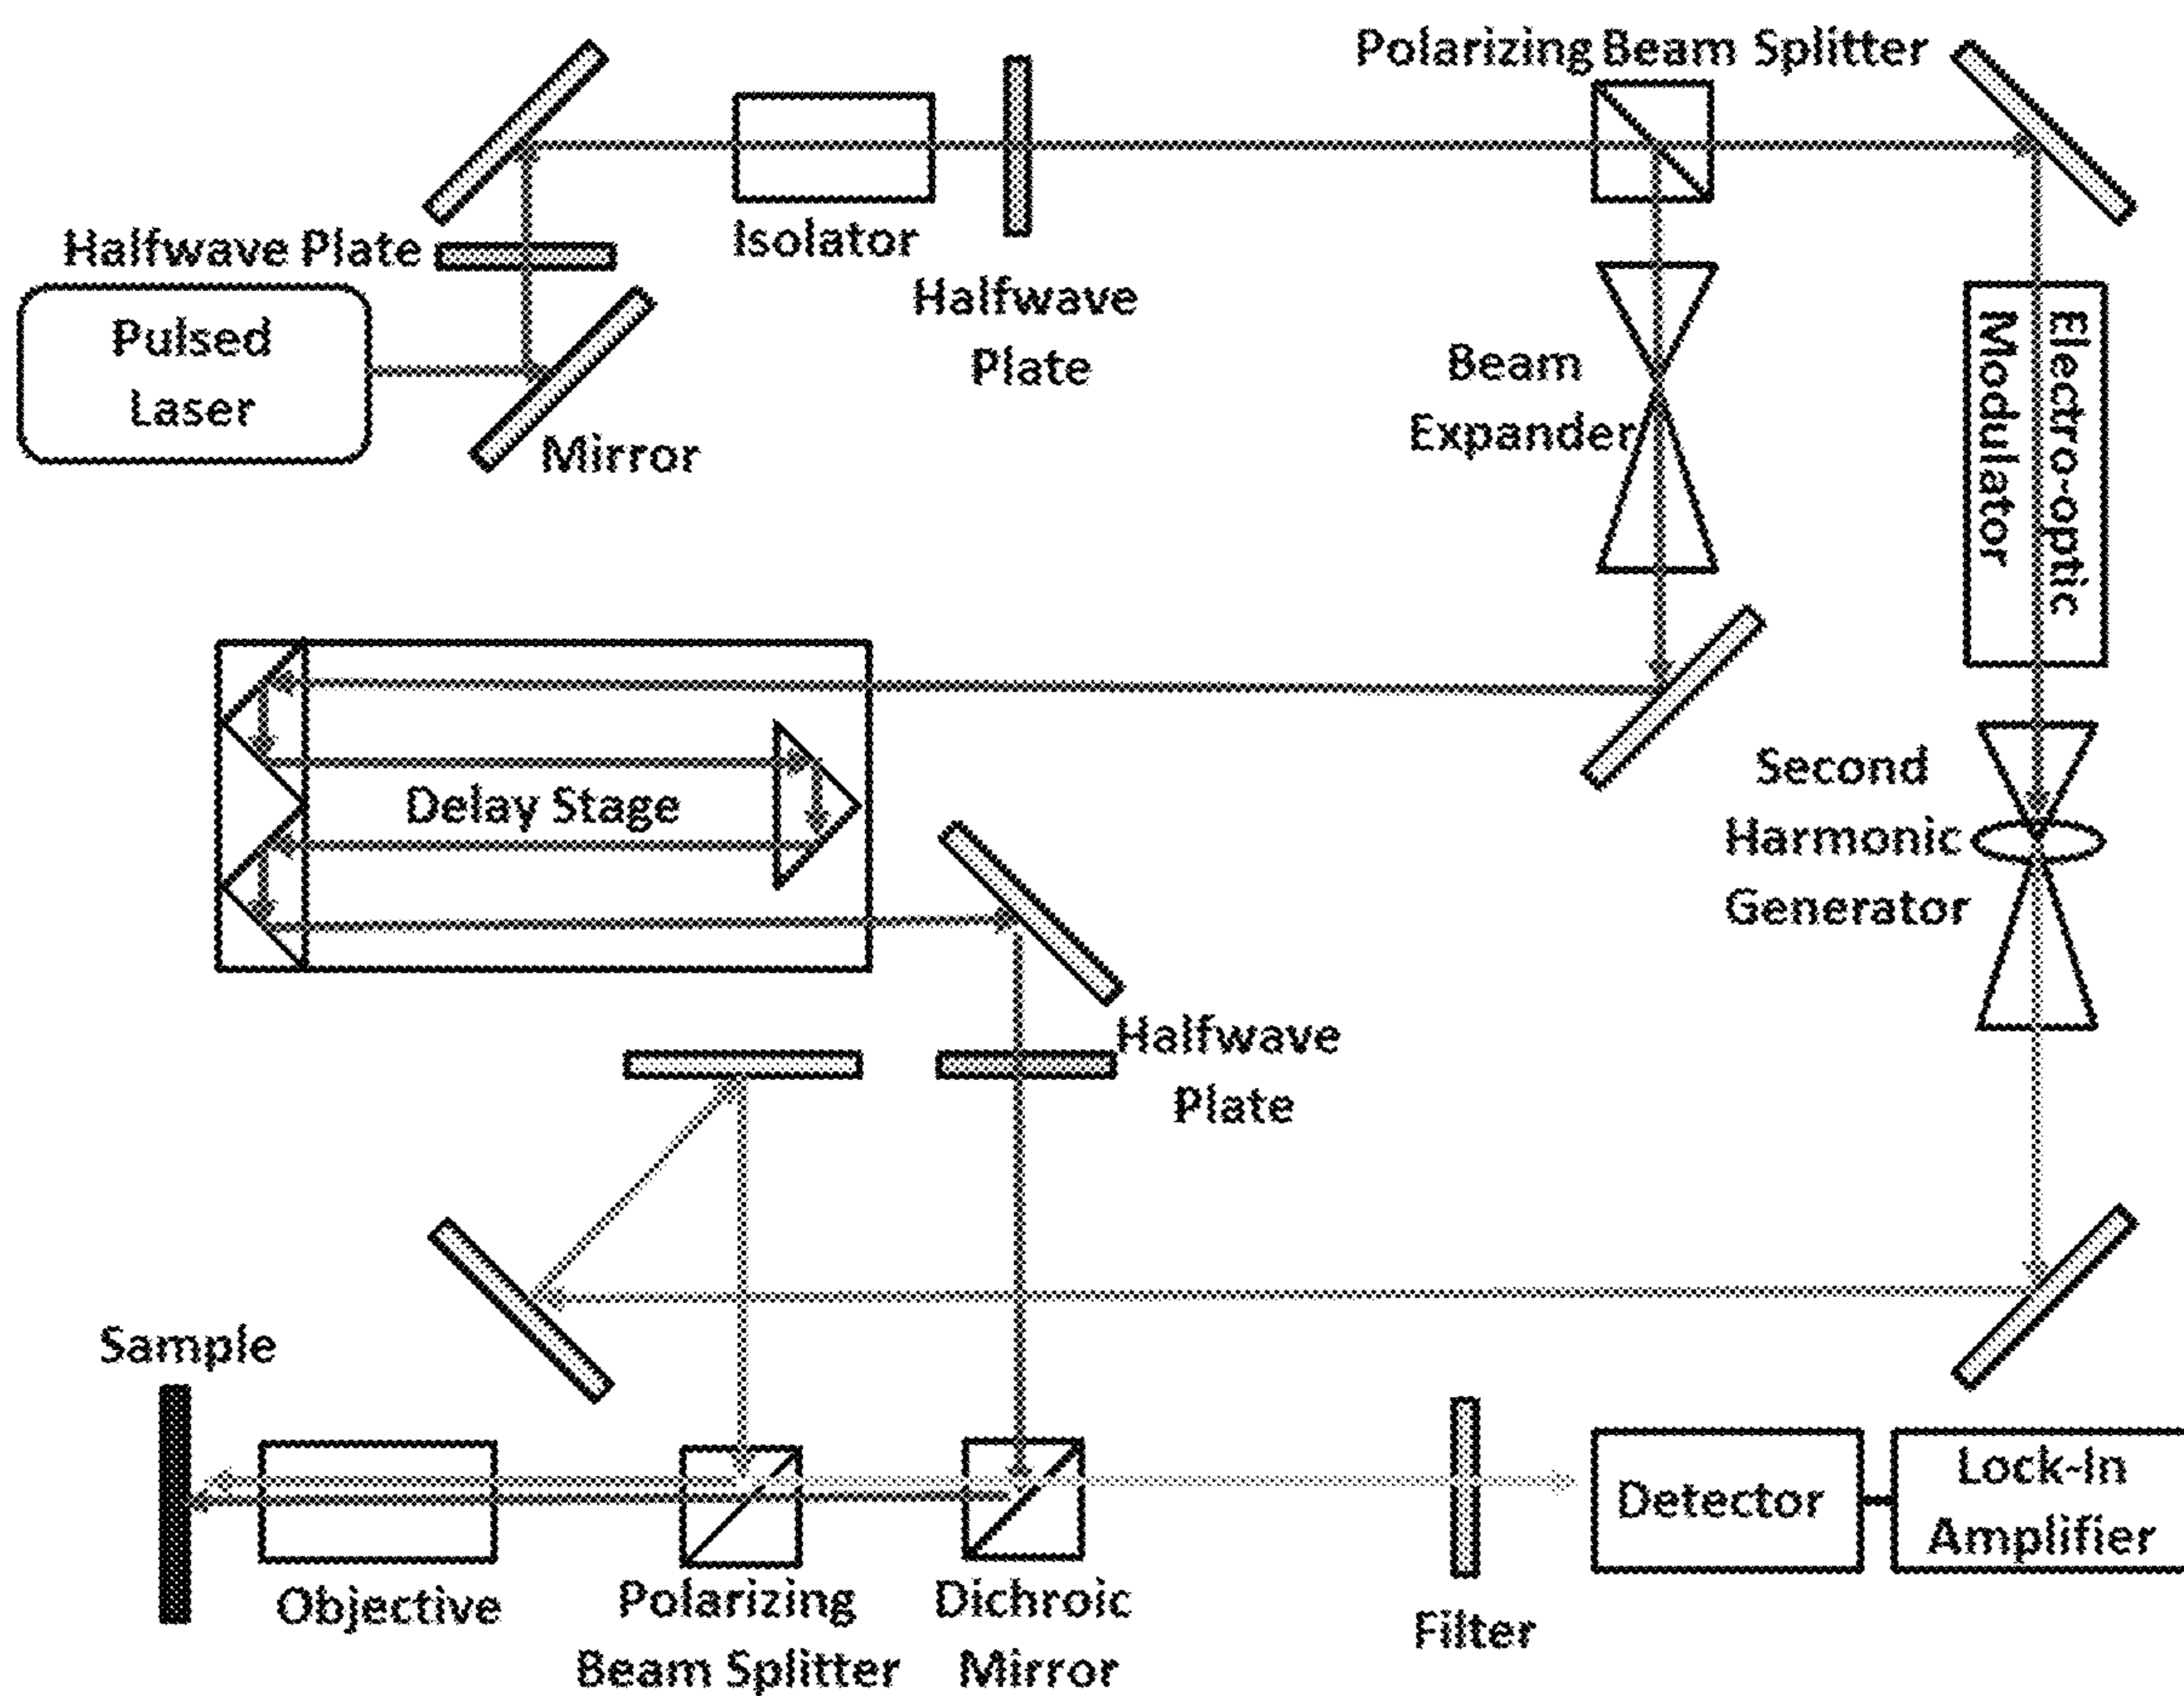 Polarizing Beam Splitter
Halfwave Plate
Isolator
Pulsed
Laser
Mirror
Halfwave
Plate
Beam
Expander
Electro-optic
Modulator
Delay Stage
Second
Harmonic
Generator
Halfwave
Plate
Sample
Objective
Polarizing
Beam Splitter
Dichroic
Mirror
Filter
Detector
Lock-In
Amplifier